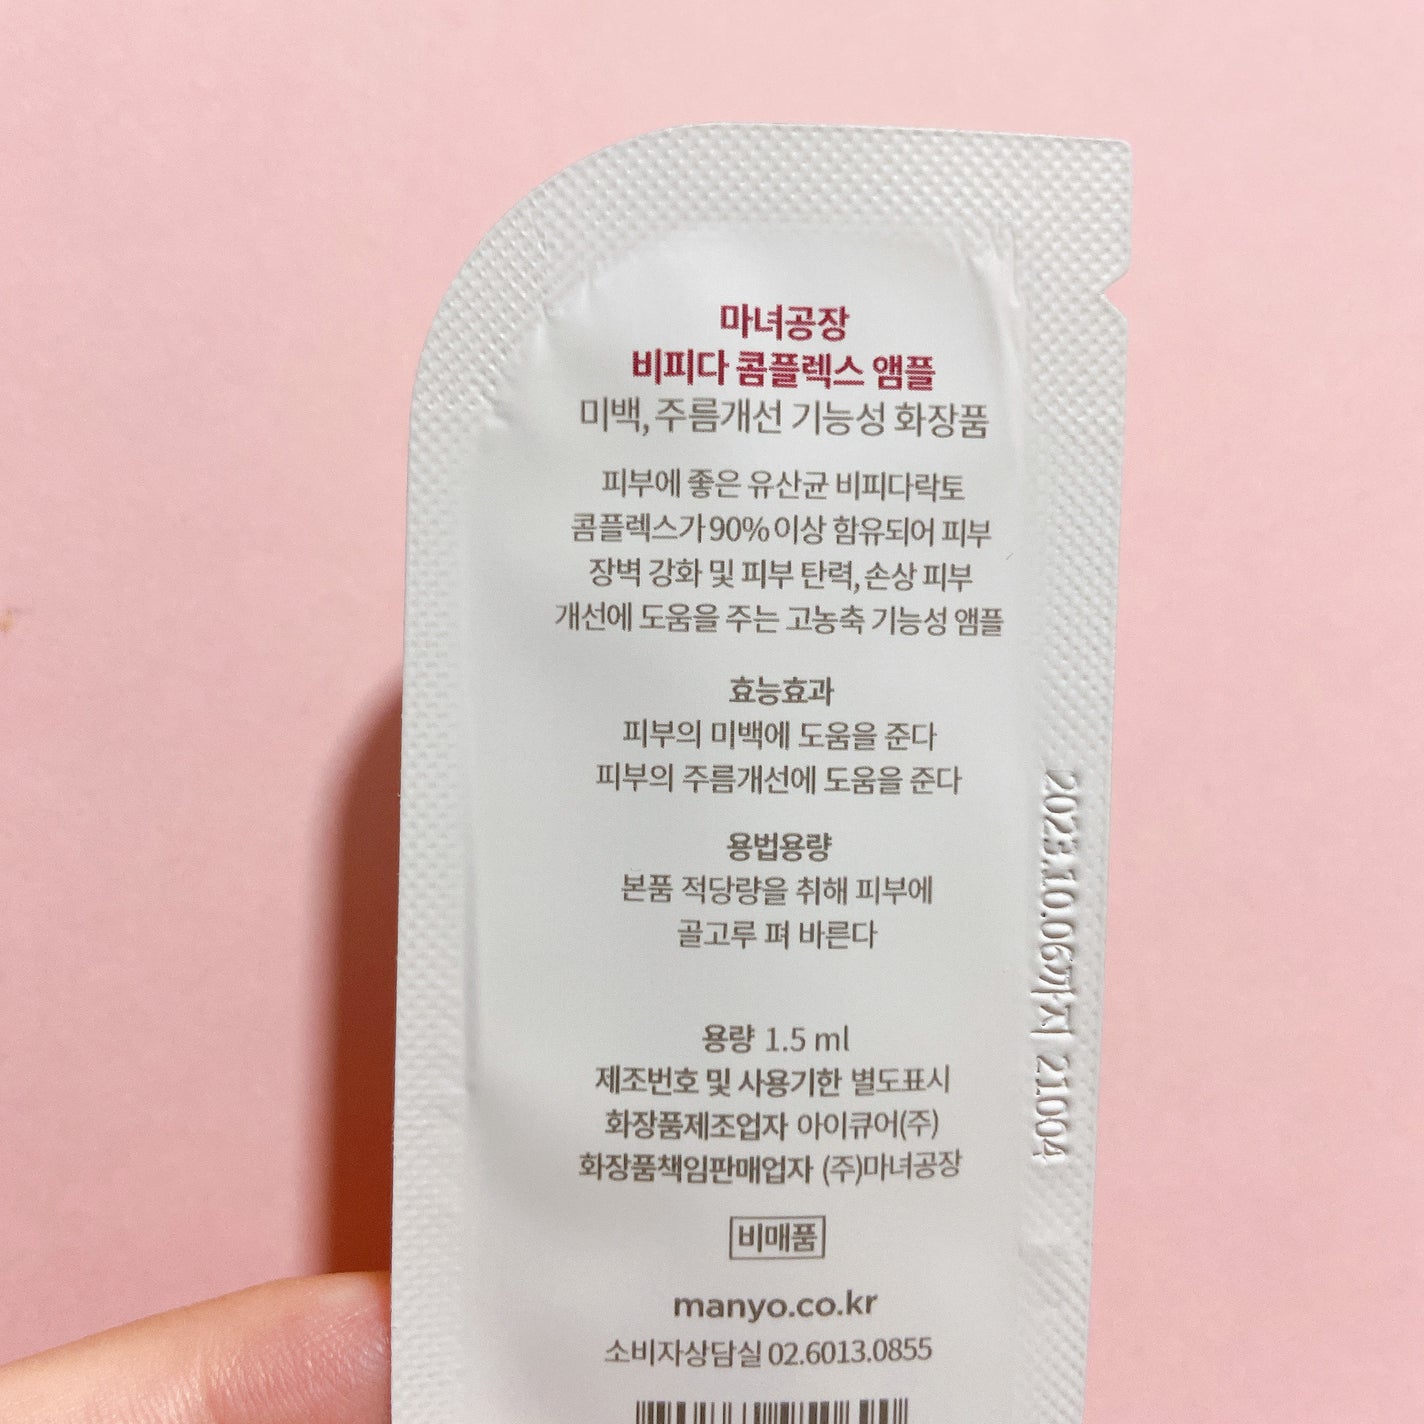 마녀공장
비피다 콤플렉스 앰플
미백, 주름개선 기능성 화장품
피부에 좋은 유산균 비피다락토
콤플렉스가 90% 이상 함유되어 피부
장벽 강화 및 피부 탄력, 손상 피부
개선에 도움을 주는 고농축 기능성 앰플
효능효과
피부의 미백에 도움을 준다
피부의 주름개선에 도움을 준다
용법용량
본품 적당량을 취해 피부에
골고루 펴 바른다
용량 1.5 ml
제조번호 및 사용기한 별도표시
화장품제조업자 아이큐어(주)
화장품책임판매업자 (주)마녀공장
비매품
manyo.co.kr
소비자상담실 02.6013.0855
2023.10.06까지 21004